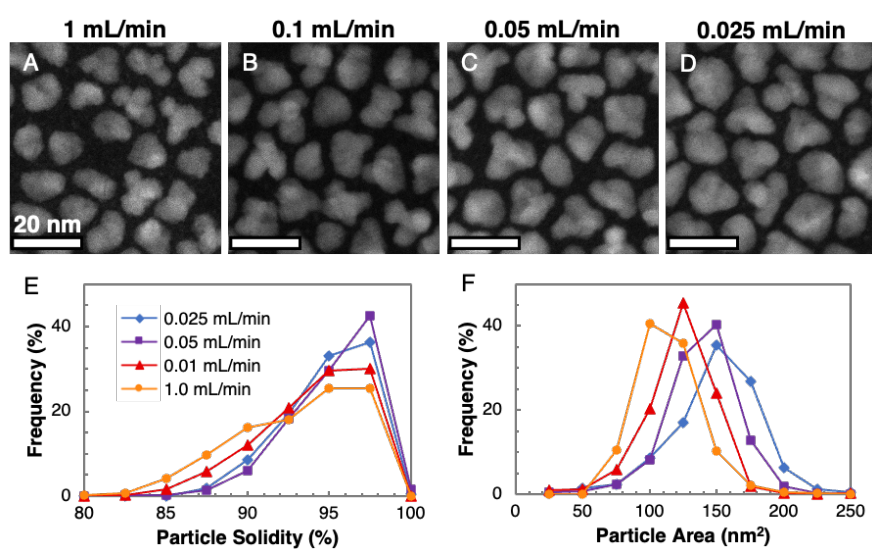 1 mL/min 0.1 mL/min 0.05 mL/min 0.025 mL/min
A B C D
20 nm
E F
0.025 mL/min
0.05 mL/min
0.01 mL/min
1.0 mL/min
Frequency (%)
40
20
0
80 85 90 95 100
Particle Solidity (%)
Frequency (%)
40
20
0
0 50 100 150 200 250
Particle Area (nm²)